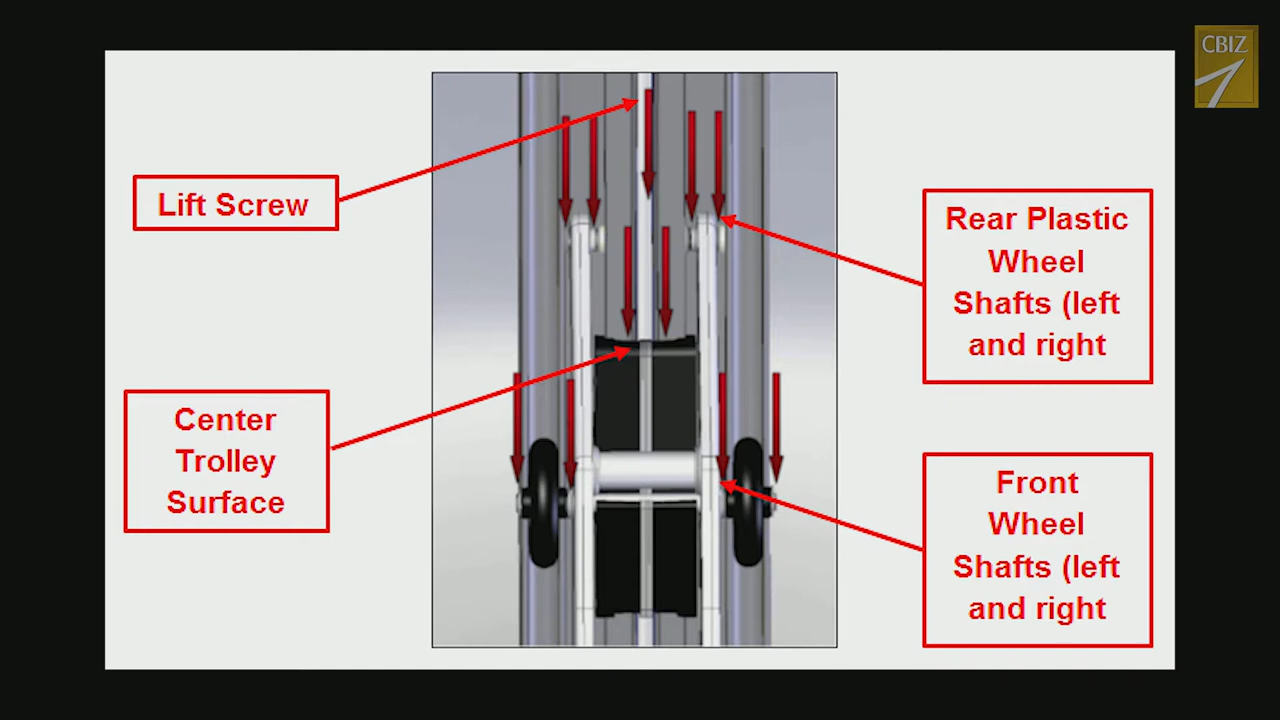 CBIZ
Lift Screw
Rear Plastic
Wheel
Shafts (left
and right
Center
Trolley
Surface
Front
Wheel
Shafts (left
and right